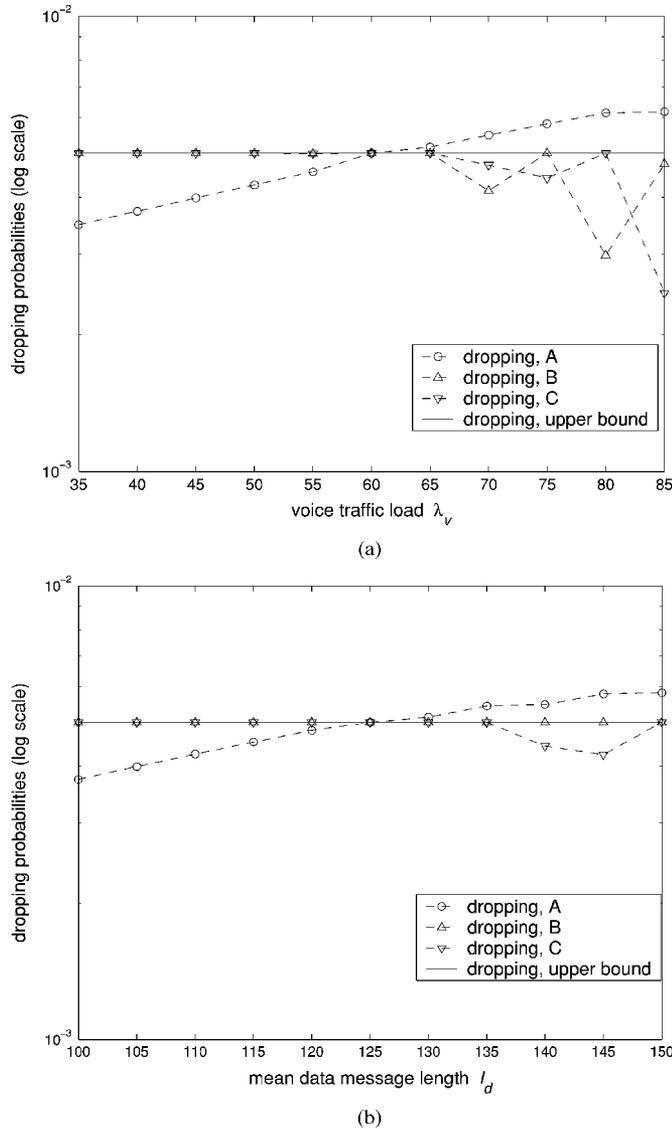 10⁻²
dropping probabilities (log scale)
dropping, A
dropping, B
dropping, C
dropping, upper bound
10⁻³
35 40 45 50 55 60 65 70 75 80 85
voice traffic load λᵥ
(a)
10⁻²
dropping probabilities (log scale)
dropping, A
dropping, B
dropping, C
dropping, upper bound
10⁻³
100 105 110 115 120 125 130 135 140 145 150
mean data message length l_d
(b)